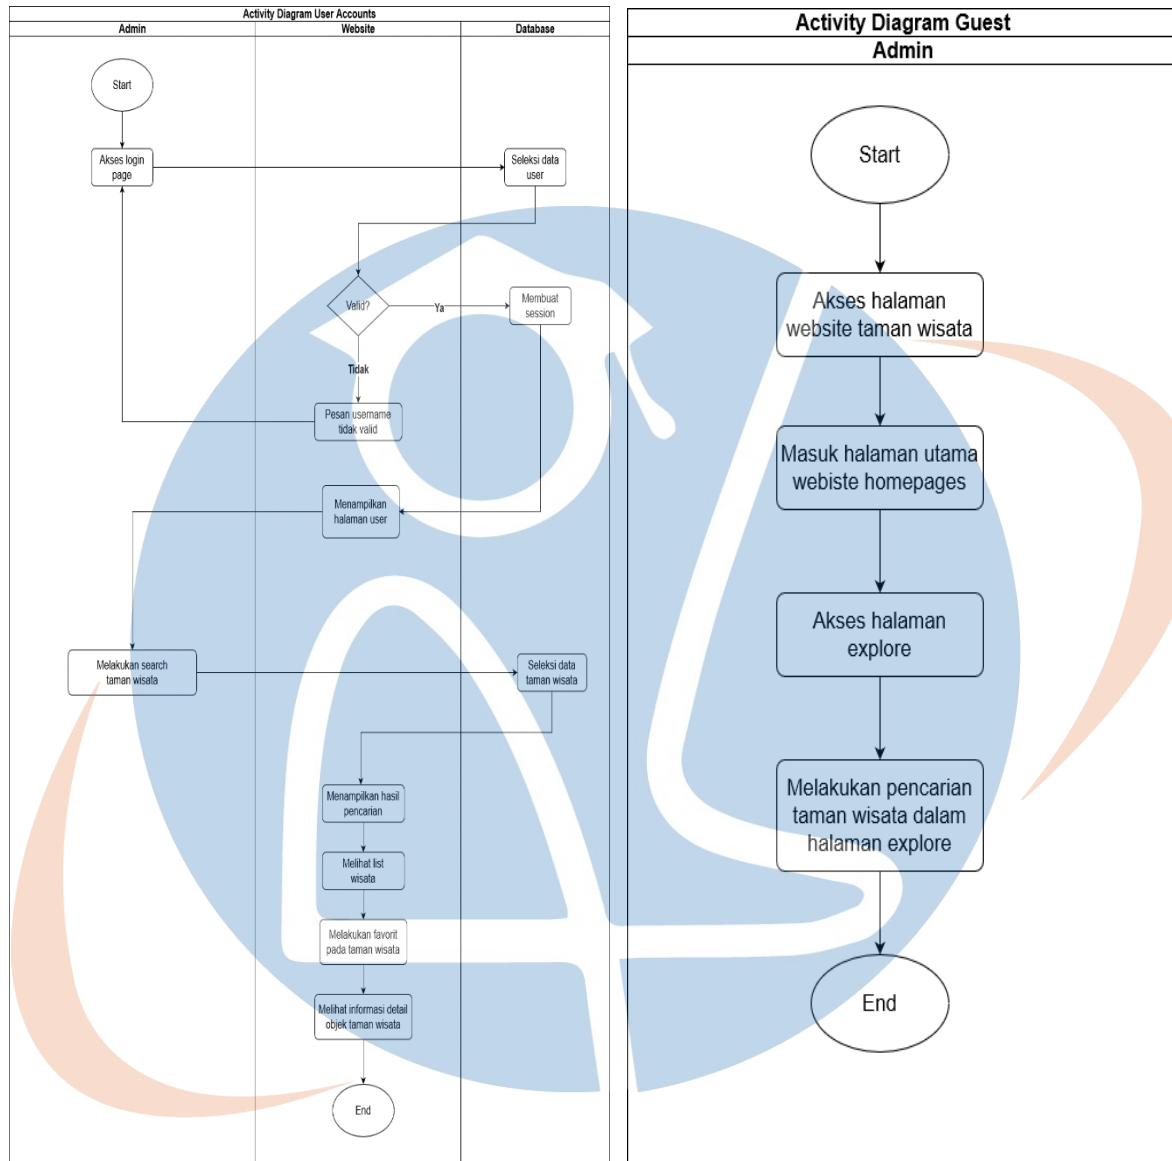 Activity Diagram User Accounts
Admin
Website
Database
Start
Akses login
page
Seleksi data
user
Valid?
Ya
Membuat
session
Tidak
Pesan username
tidak valid
Menampilkan
halaman user
Melakukan search
taman wisata
Seleksi data
taman wisata
Menampilkan hasil
pencarian
Melihat list
wisata
Melakukan favorit
pada taman wisata
Melihat informasi detail
objek taman wisata
End
Activity Diagram Guest
Admin
Start
Akses halaman
website taman wisata
Masuk halaman utama
webiste homepages
Akses halaman
explore
Melakukan pencarian
taman wisata dalam
halaman explore
End